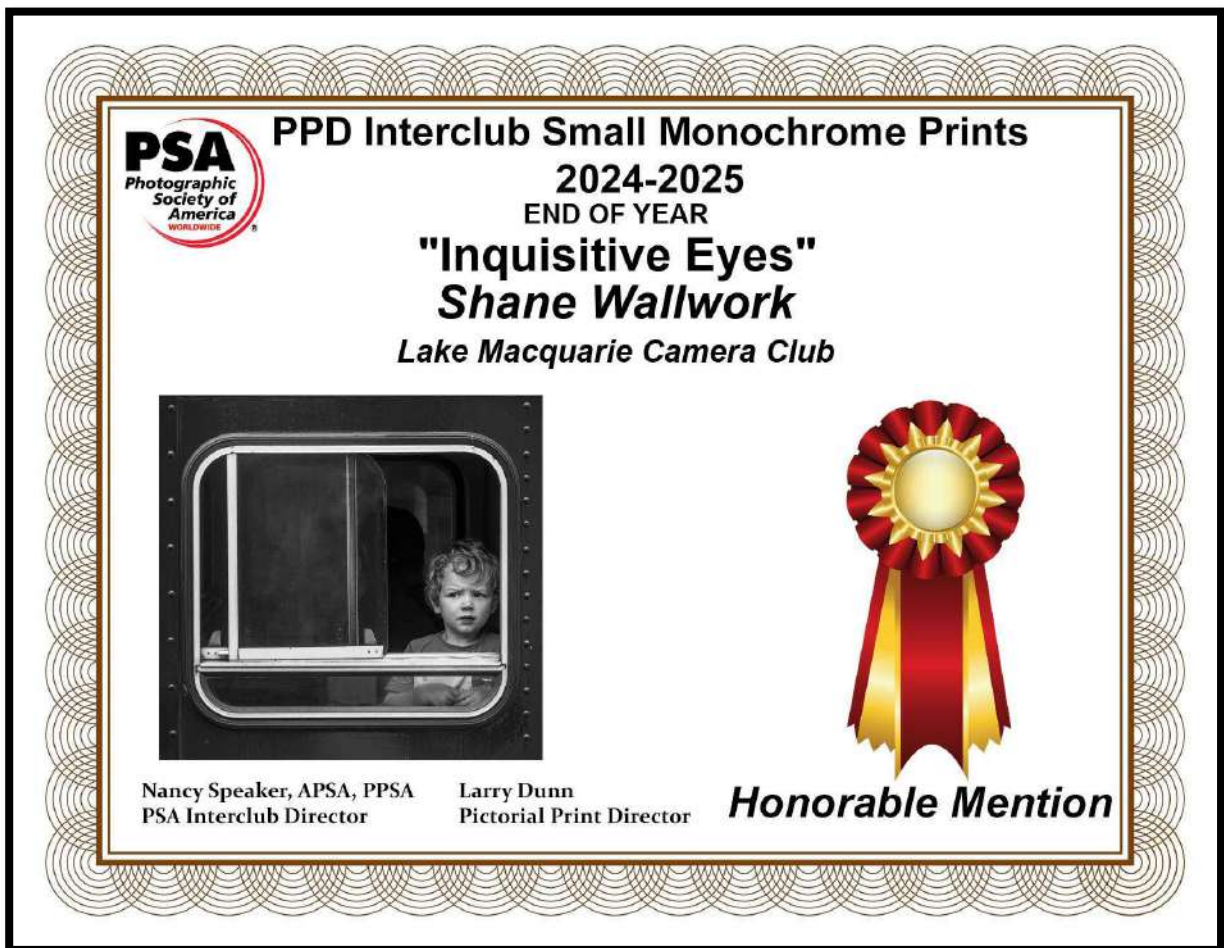 PSA
Photographic
Society of
America
WORLDWIDE
®
PPD Interclub Small Monochrome Prints
2024-2025
END OF YEAR
"Inquisitive Eyes"
Shane Wallwork
Lake Macquarie Camera Club
Nancy Speaker, APSA, PPSA
PSA Interclub Director
Larry Dunn
Pictorial Print Director
Honorable Mention